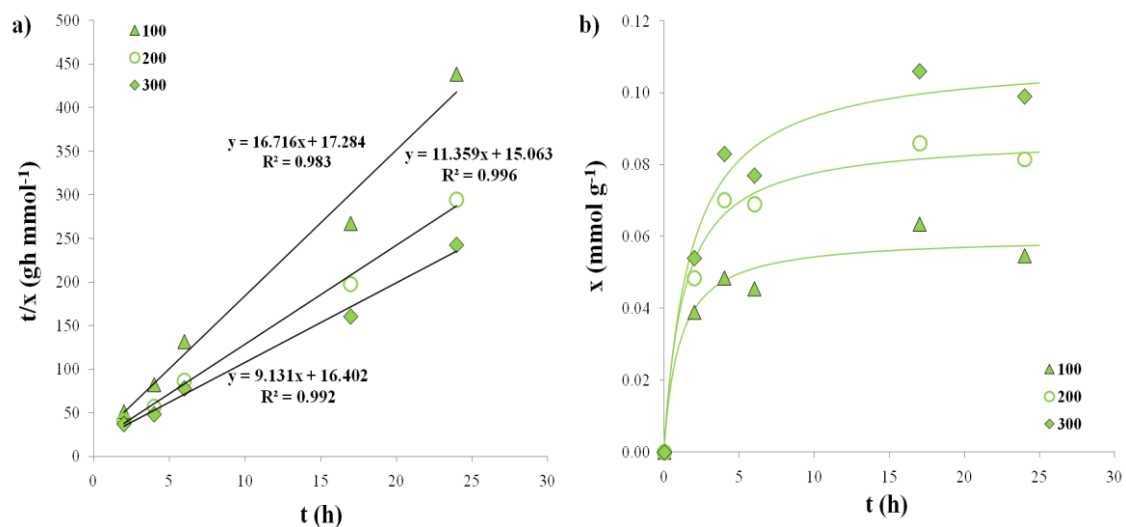 a)
100
200
300
y = 16.716x + 17.284
R² = 0.983
y = 11.359x + 15.063
R² = 0.996
y = 9.131x + 16.402
R² = 0.992
t/x (gh mmol⁻¹)
500
450
400
350
300
250
200
150
100
50
0
0 5 10 15 20 25 30
t (h)
b)
x (mmol g⁻¹)
0.12
0.10
0.08
0.06
0.04
0.02
0.00
100
200
300
0 5 10 15 20 25 30
t (h)